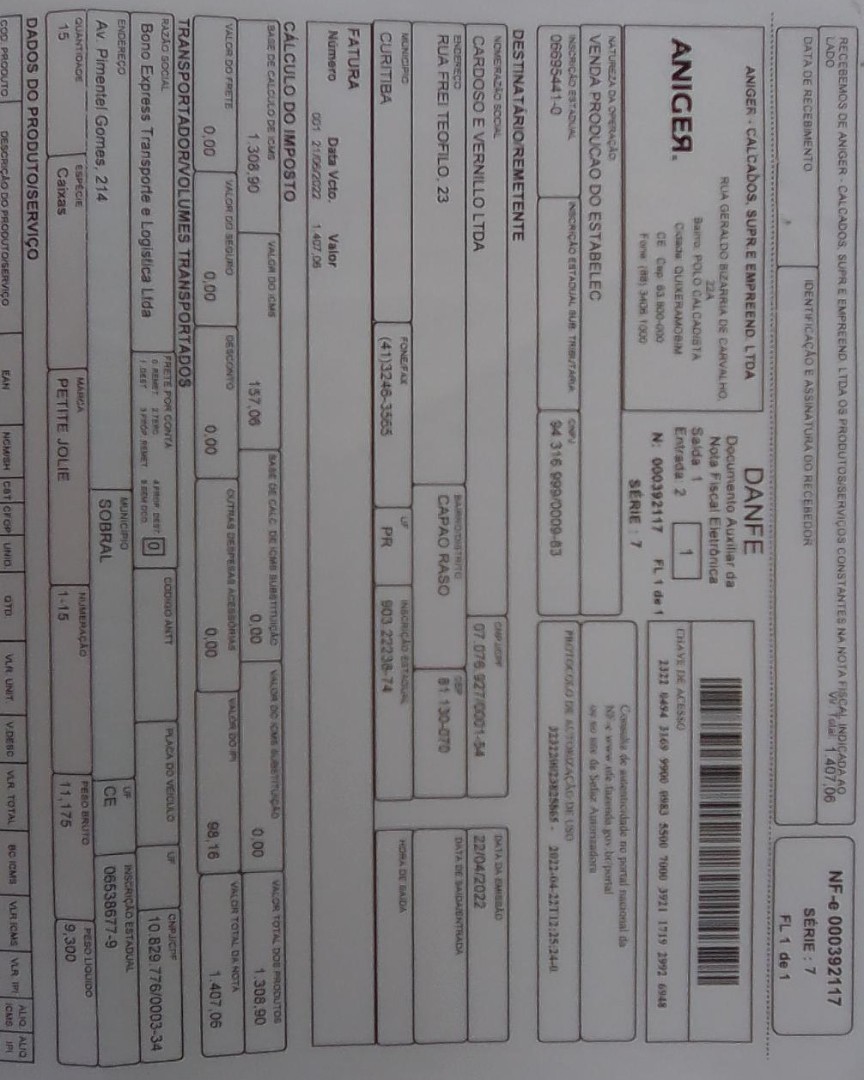 RECEBEMOS DE ANIGER - CALCADOS, SUPR.E EMPREEND. LTDA OS PRODUTOS/SERVIÇOS CONSTANTES NA NOTA FISCAL INDICADA AO
LADO
VV. Total: 1.407,06
DATA DE RECEBIMENTO
IDENTIFICAÇÃO E ASSINATURA DO RECEBEDOR
NF-e 000392117
SÉRIE : 7
FL 1 de 1
ANIGER - CALCADOS, SUPR.E EMPREEND. LTDA
ANIGER.
RUA GERALDO BIZARRIA DE CARVALHO,
22A
Bairro: POLO CALCADISTA
Cidade: QUIXERAMOBIM
CE Cep: 63.800-000
Fone: (88) 3406.1000
DANFE
Documento Auxiliar da
Nota Fiscal Eletrônica
Saída: 1
Entrada: 2
1
N: 000392117 FL 1 de 1
SÉRIE : 7
CHAVE DE ACESSO
2322 0494 3169 9900 0983 5500 7000 3921 1719 2992 6948
Consulta de autenticidade no portal nacional da
NF-e www.nfe.fazenda.gov.br/portal
ou no site da Sefaz Autorizadora
NATUREZA DA OPERAÇÃO
VENDA PRODUCAO DO ESTABELEC
PROTOCOLO DE AUTORIZAÇÃO DE USO
2022-04-22T12:25:24-0
INSCRIÇÃO ESTADUAL
06695441-0
INSCRIÇÃO ESTADUAL SUB. TRIBUTÁRIA
CNPJ
94.316.999/0009-83
DESTINATÁRIO/REMETENTE
NOME/RAZÃO SOCIAL
CARDOSO E VERNILLO LTDA
CNPJ/CPF
07.076.927/0001-54
DATA DA EMISSÃO
22/04/2022
ENDEREÇO
RUA FREI TEOFILO, 23
BAIRRO/DISTRITO
CAPAO RASO
CEP
81.130-070
DATA DE SAÍDA/ENTRADA
MUNICÍPIO
CURITIBA
FONE/FAX
(41)3246-3565
UF
PR
INSCRIÇÃO ESTADUAL
903.22238-74
HORA DE SAÍDA
FATURA
Número Data Vcto. Valor
001 21/06/2022 1.407,06
CÁLCULO DO IMPOSTO
BASE DE CALCULO DE ICMS
1.308,90
VALOR DO ICMS
157,06
BASE DE CALC. DE ICMS SUBSTITUIÇÃO
0,00
VALOR DO ICMS SUBSTITUIÇÃO
0,00
VALOR TOTAL DOS PRODUTOS
1.308,90
VALOR DO FRETE
0,00
VALOR DO SEGURO
0,00
DESCONTO
0,00
OUTRAS DESPESAS ACESSÓRIAS
0,00
VALOR DO IPI
98,16
VALOR TOTAL DA NOTA
1.407,06
TRANSPORTADOR/VOLUMES TRANSPORTADOS
RAZÃO SOCIAL
Bono Express Transporte e Logistica Ltda
FRETE POR CONTA
0
CODIGO ANTT
PLACA DO VEÍCULO
UF
CNPJ/CPF
10.829.776/0003-34
ENDEREÇO
Av. Pimentel Gomes, 214
MUNICÍPIO
SOBRAL
UF
CE
INSCRIÇÃO ESTADUAL
06538677-9
QUANTIDADE
15
ESPÉCIE
Caixas
MARCA
PETITE JOLIE
NUMERAÇÃO
1-15
PESO BRUTO
11,175
PESO LIQUIDO
9,300
DADOS DO PRODUTO/SERVIÇO
COD. PRODUTO DESCRIÇÃO DO PRODUTO/SERVIÇO EAN NCM/SH CST CFOP UNID. QTD. VLR. UNIT V.DESC VLR. TOTAL BC.ICMS VLR.ICMS VLR. IPI ALIQ. ICMS ALIQ. IPI